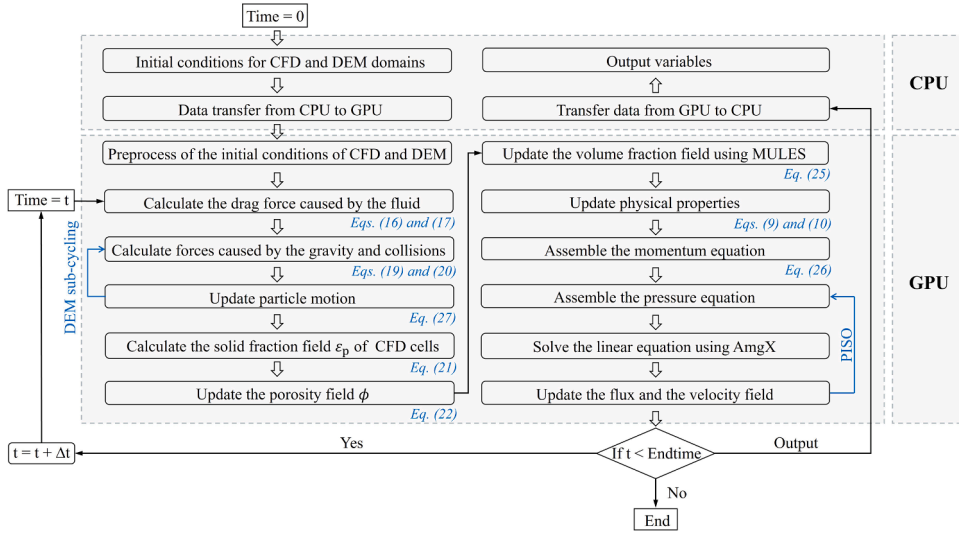 Time = 0
Initial conditions for CFD and DEM domains
Data transfer from CPU to GPU
Output variables
Transfer data from GPU to CPU
CPU
Preprocess of the initial conditions of CFD and DEM
Time = t
Calculate the drag force caused by the fluid
Eqs. (16) and (17)
Calculate forces caused by the gravity and collisions
Eqs. (19) and (20)
DEM sub-cycling
Update particle motion
Eq. (27)
Calculate the solid fraction field εp of CFD cells
Eq. (21)
Update the porosity field ϕ
Eq. (22)
Update the volume fraction field using MULES
Eq. (25)
Update physical properties
Eqs. (9) and (10)
Assemble the momentum equation
Eq. (26)
Assemble the pressure equation
Solve the linear equation using AmgX
PISO
Update the flux and the velocity field
GPU
t = t + Δt
Yes
If t < Endtime
Output
No
End